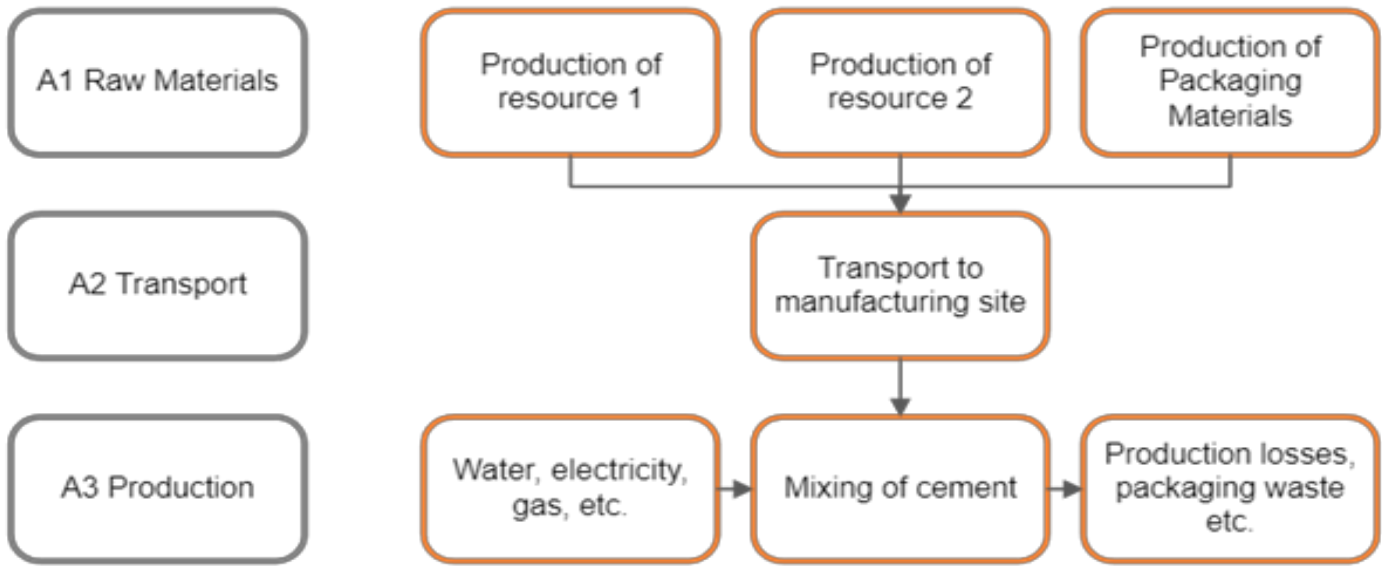 A1 Raw Materials
Production of
resource 1
Production of
resource 2
Production of
Packaging
Materials
A2 Transport
Transport to
manufacturing site
A3 Production
Water, electricity,
gas, etc.
Mixing of cement
Production losses,
packaging waste
etc.